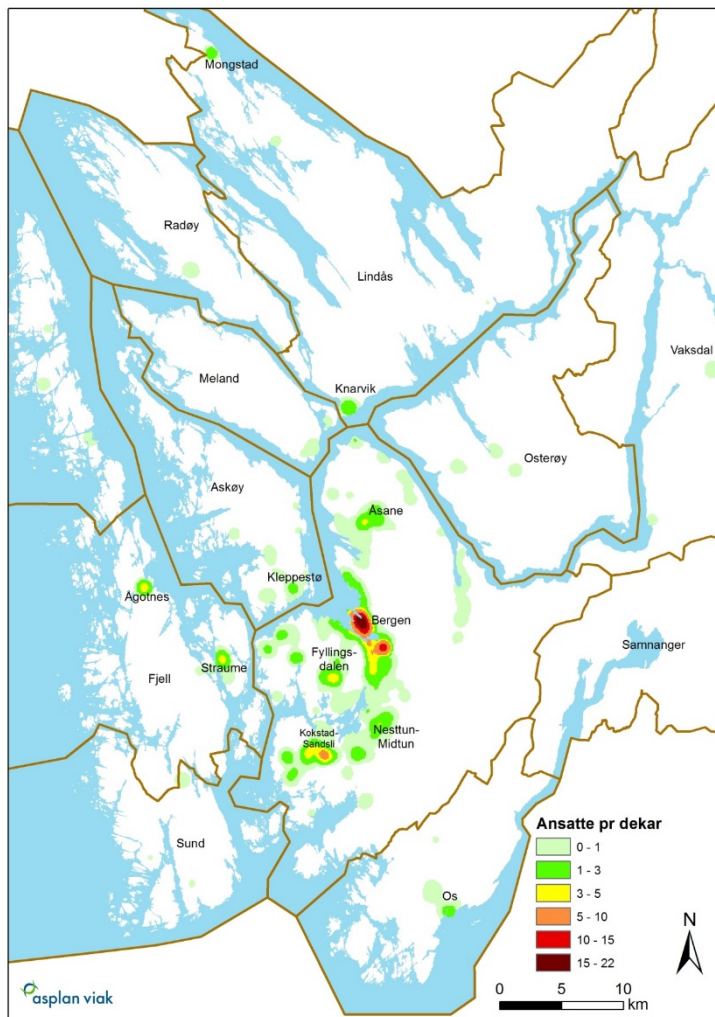 Mongstad
Radøy
Lindås
Vaksdal
Meland
Knarvik
Osterøy
Askøy
Åsane
Kleppestø
Ågotnes
Bergen
Samnanger
Fyllings-
dalen
Straume
Fjell
Kokstad-
Sandsli
Nesttun-
Midtun
Sund
Os
Ansatte pr dekar
0 - 1
1 - 3
3 - 5
5 - 10
10 - 15
15 - 22
N
0 5 10
km
asplan viak